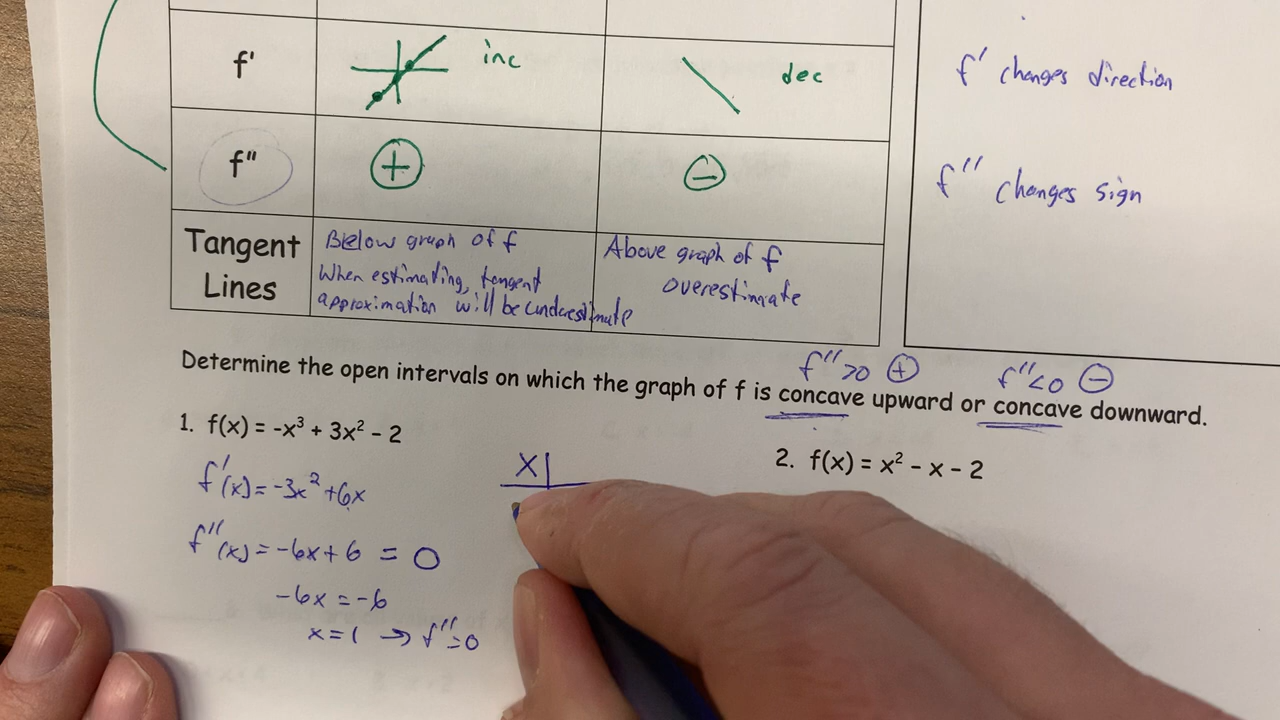 f' inc dec
f" + −
Tangent Lines
Below graph of f
When estimating, tangent
approximation will be underestimate
Above graph of f
overestimate
f' changes direction
f'' changes sign
f''>0 +
f''<0 −
Determine the open intervals on which the graph of f is concave upward or concave downward.
1. f(x) = -x³ + 3x² - 2
f'(x) = -3x² + 6x
f''(x) = -6x + 6 = 0
-6x = -6
x = 1 → f'' = 0
X
2. f(x) = x² - x - 2